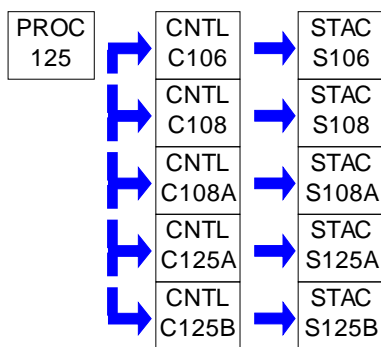 PROC
125
CNTL
C106
STAC
S106
CNTL
C108
STAC
S108
CNTL
C108A
STAC
S108A
CNTL
C125A
STAC
S125A
CNTL
C125B
STAC
S125B